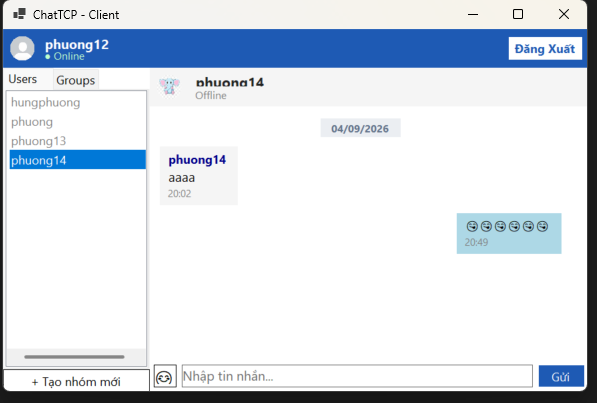 ChatTCP - Client
phuong12
Online
Đăng Xuất
Users
Groups
hungphuong
phuong
phuong13
phuong14
+ Tạo nhóm mới
phuong14
Offline
04/09/2026
phuong14
aaaa
20:02
😋😋😋😋😋😋
20:49
Nhập tin nhắn...
Gửi